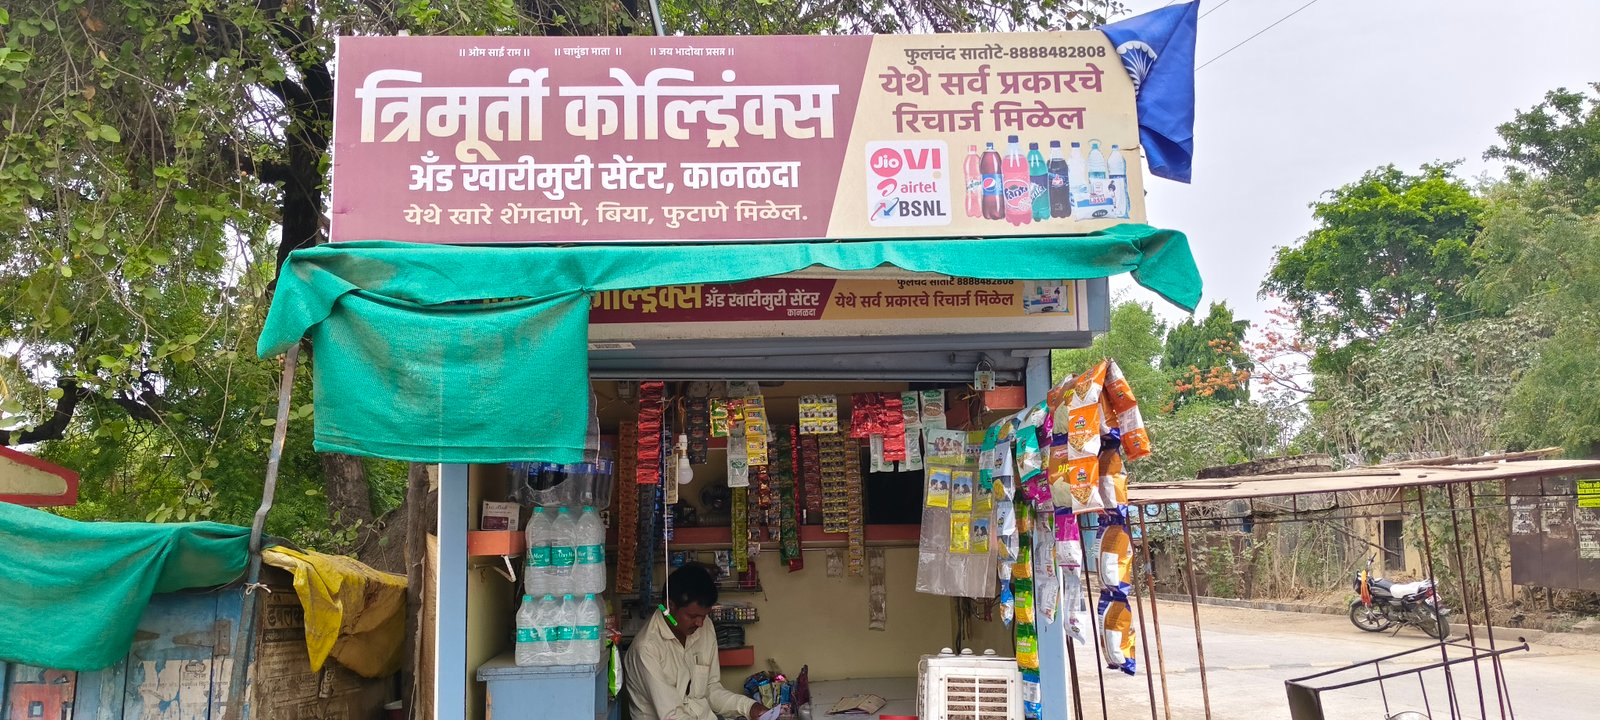 ॥ ओम साई राम ॥ ॥ चामुंडा माता ॥ ॥ जय भादोबा प्रसन्न ॥
त्रिमूर्ती कोल्ड्रिंक्स
अँड खारीमुरी सेंटर, कानळदा
येथे खारे शेंगदाणे, बिया, फुटाणे मिळेल.
फुलचंद सातोटे-8888482808
येथे सर्व प्रकारचे
रिचार्ज मिळेल
Jio VI
airtel
BSNL
कोल्ड्रिंक्स अँड खारीमुरी सेंटर
कानळदा
फुलचंद सातोटे 8888482808
येथे सर्व प्रकारचे रिचार्ज मिळेल